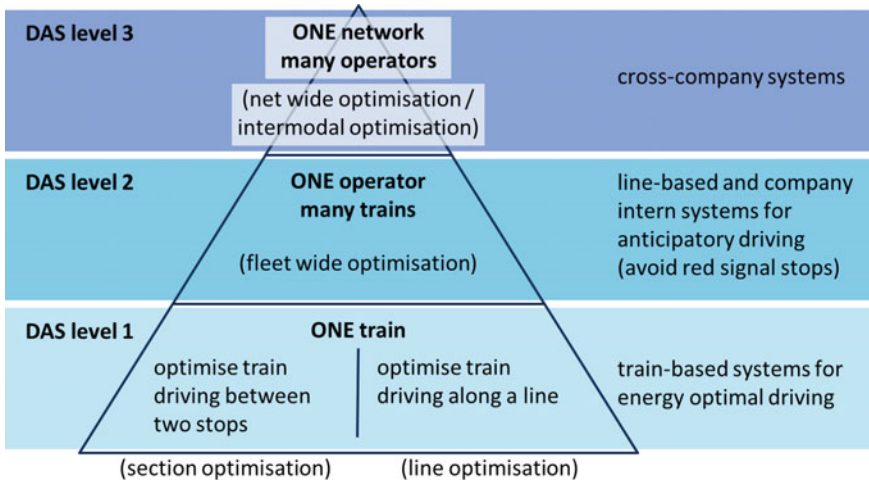 DAS level 3
ONE network
many operators
(net wide optimisation /
intermodal optimisation)
cross-company systems
DAS level 2
ONE operator
many trains
(fleet wide optimisation)
line-based and company
intern systems for
anticipatory driving
(avoid red signal stops)
DAS level 1
ONE train
optimise train
driving between
two stops
optimise train
driving along a line
train-based systems for
energy optimal driving
(section optimisation)
(line optimisation)